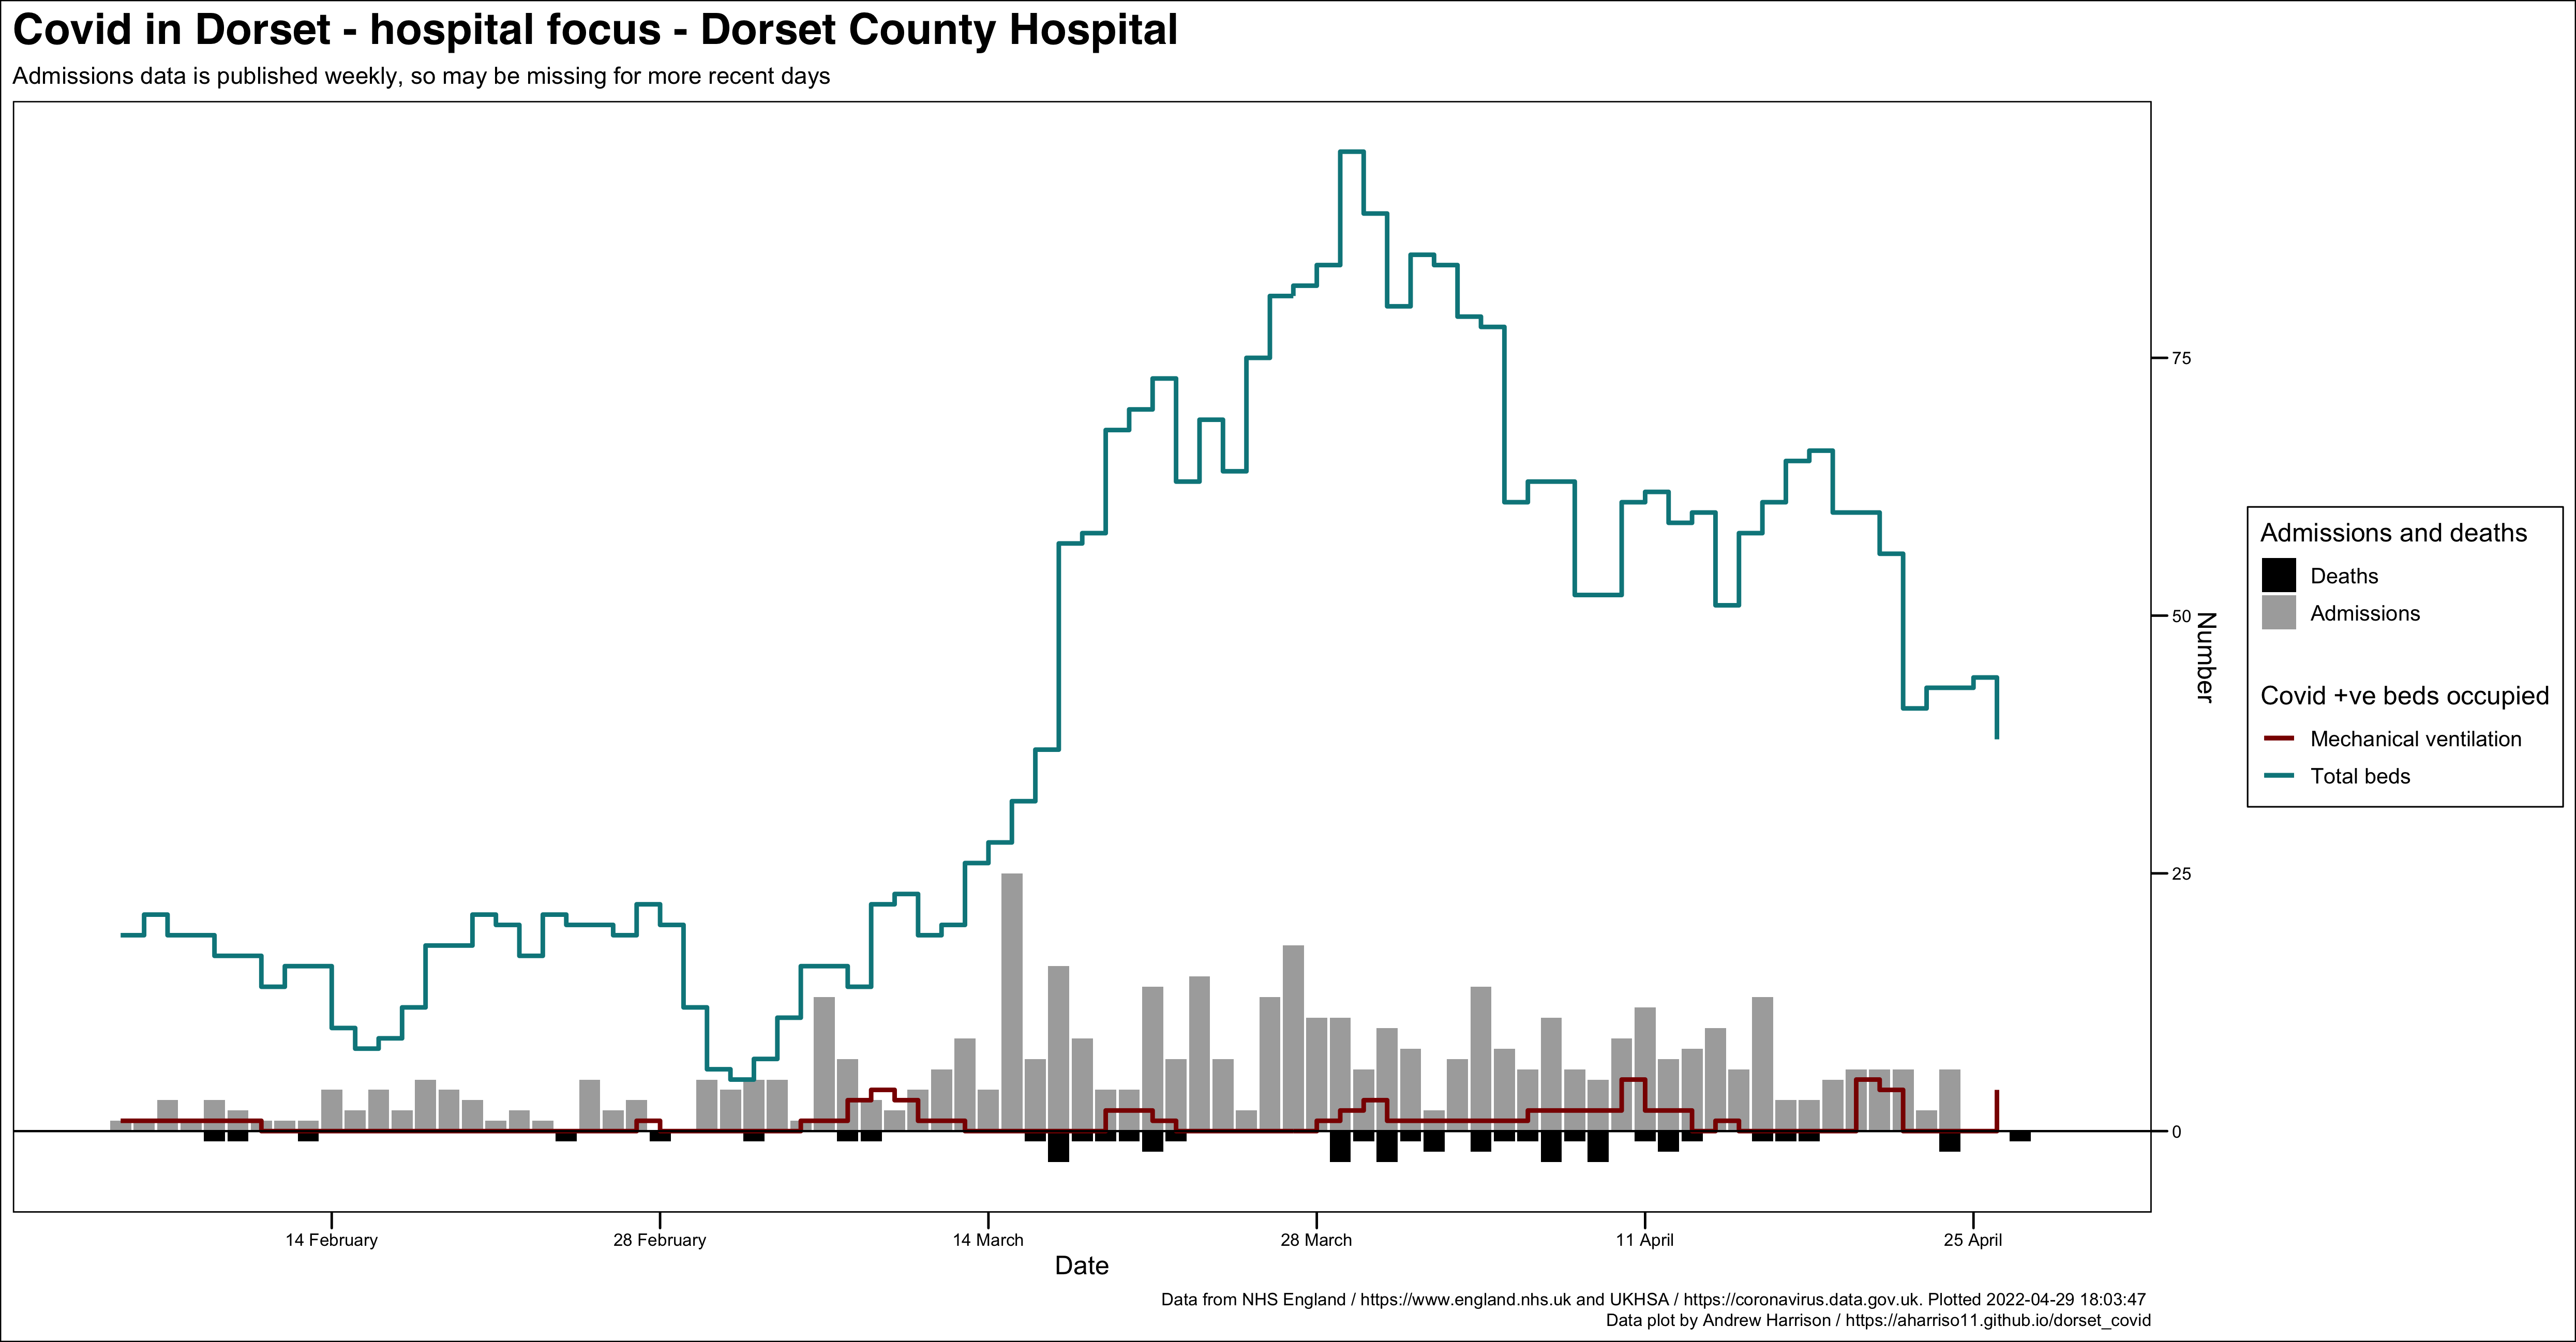 Covid in Dorset - hospital focus - Dorset County Hospital
Admissions data is published weekly, so may be missing for more recent days
75
50
25
0
Number
Admissions and deaths
Deaths
Admissions
Covid +ve beds occupied
Mechanical ventilation
Total beds
14 February
28 February
14 March
28 March
11 April
25 April
Date
Data from NHS England / https://www.england.nhs.uk and UKHSA / https://coronavirus.data.gov.uk. Plotted 2022-04-29 18:03:47
Data plot by Andrew Harrison / https://aharriso11.github.io/dorset_covid